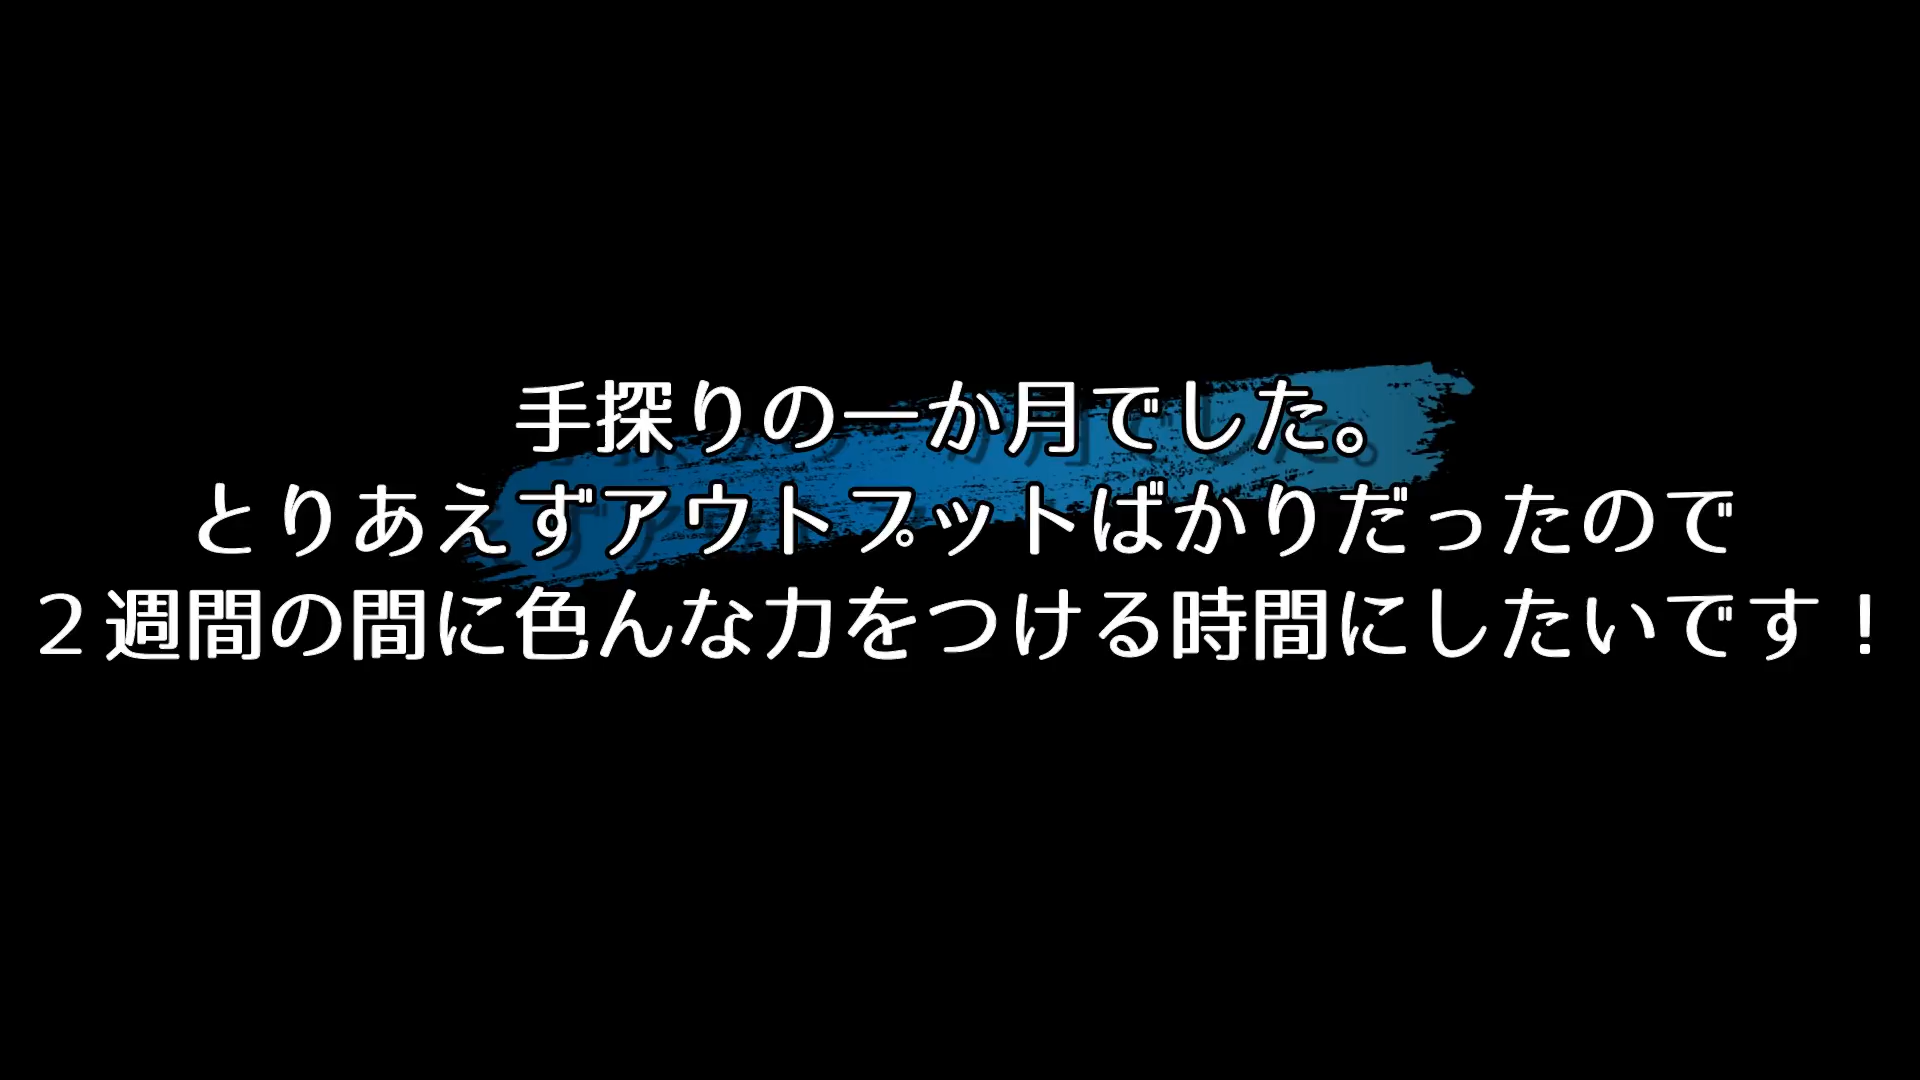 手探りの一か月でした。
とりあえずアウトプットばかりだったので
２週間の間に色んな力をつける時間にしたいです！